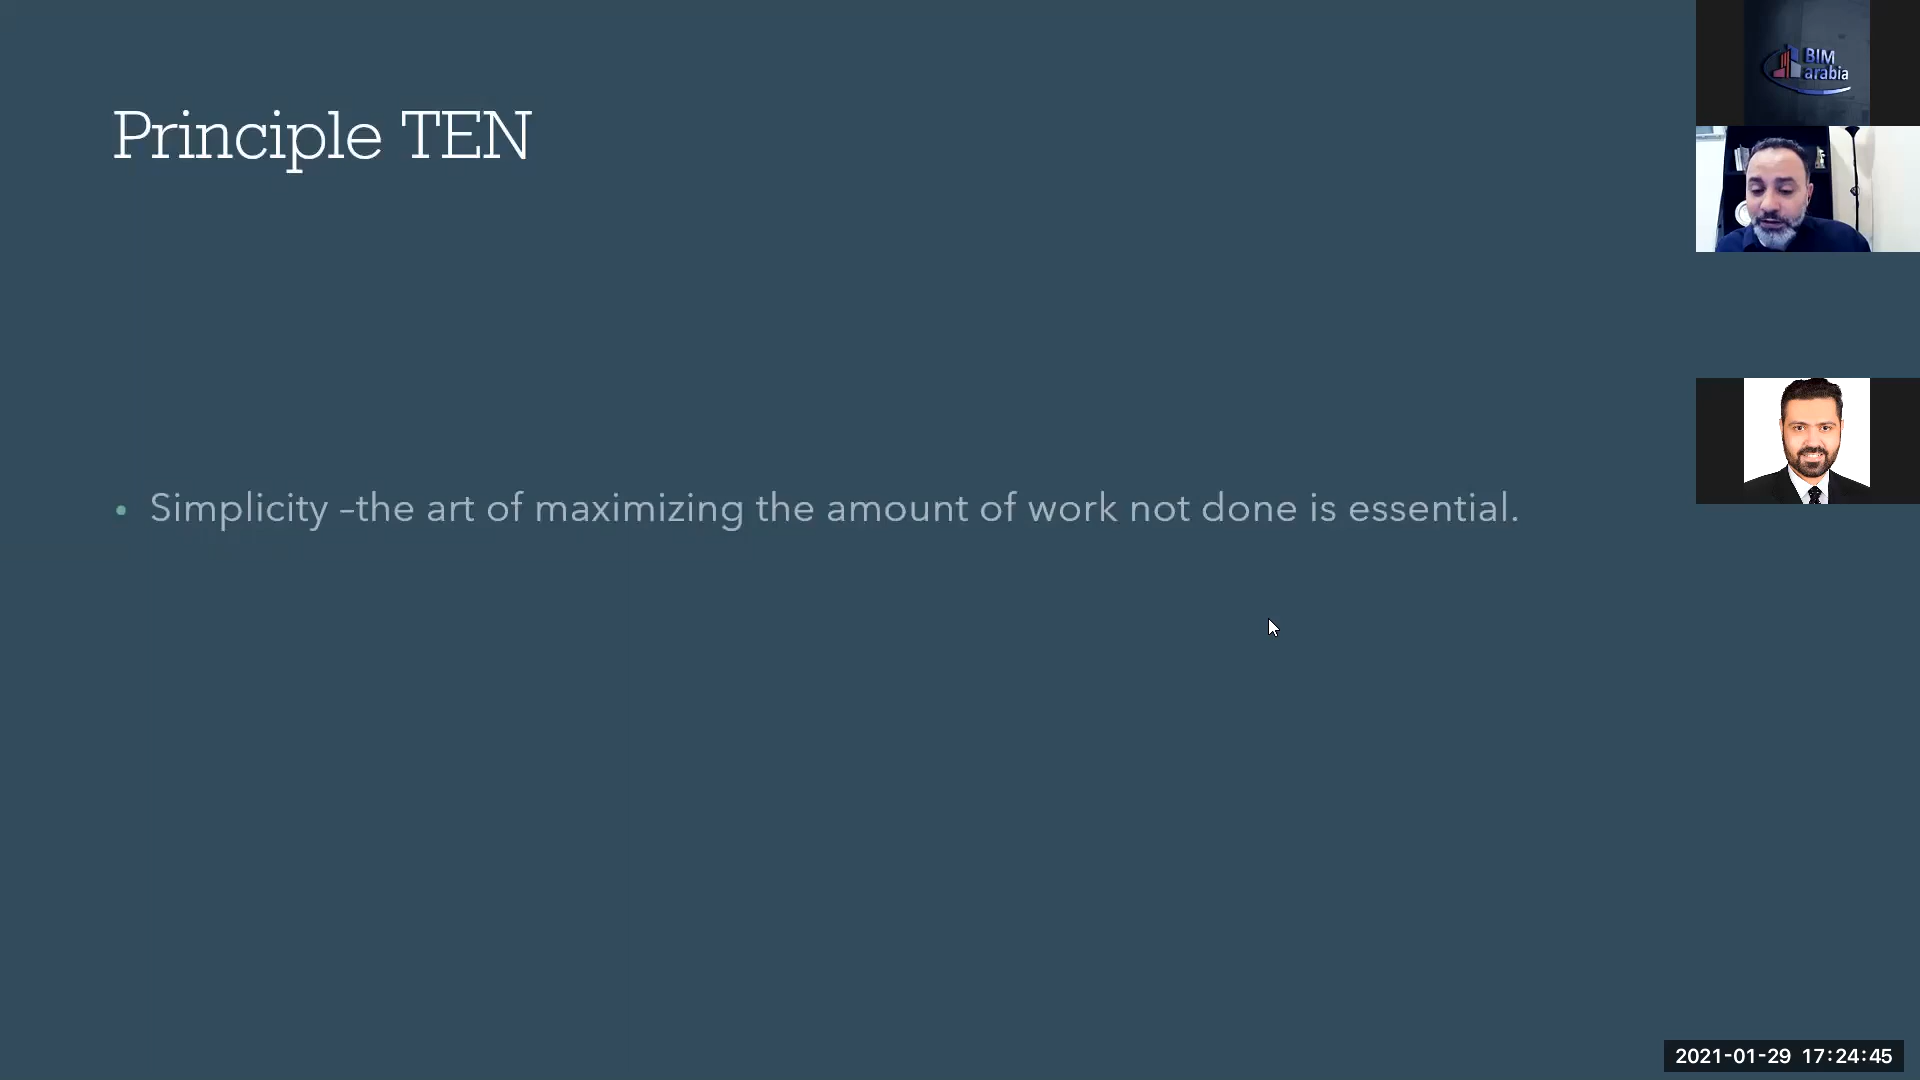 Principle TEN
• Simplicity –the art of maximizing the amount of work not done is essential.
BIM
arabia
2021-01-29 17:24:45